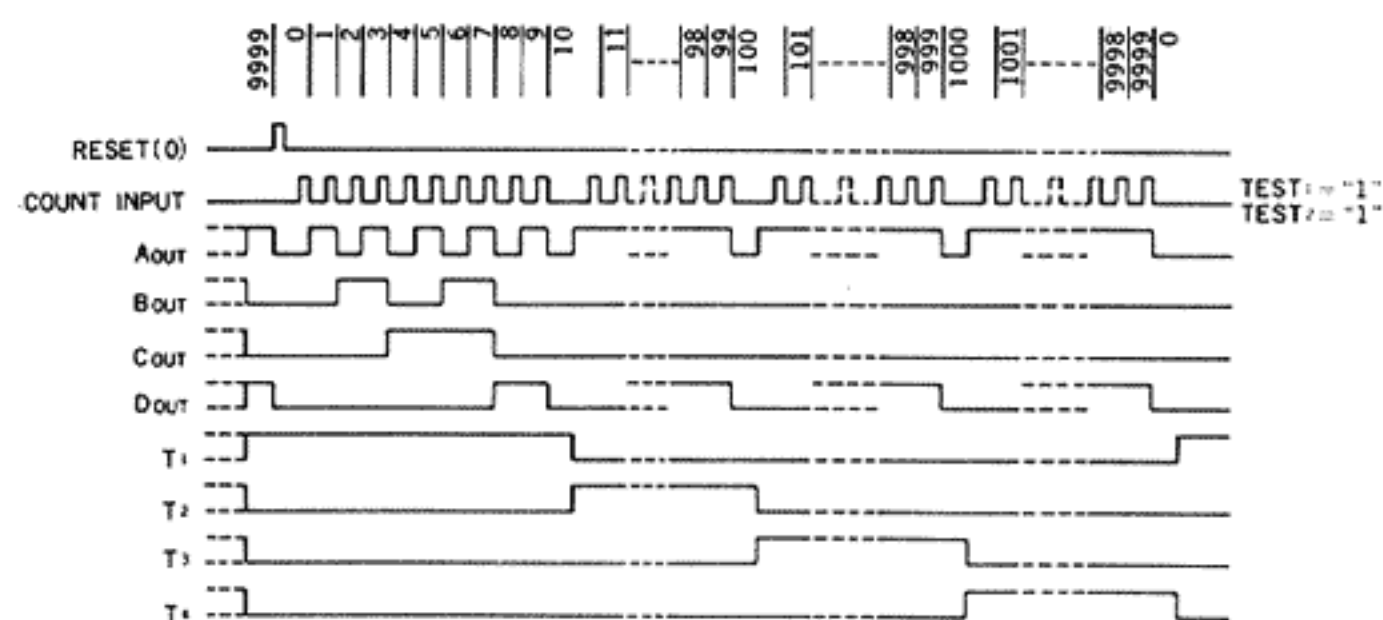 9999 0 1 2 3 4 5 6 7 8 9 10 11 98 99 100 101 998 999 1000 1001 9998 9999 0
RESET(0)
COUNT INPUT
TEST1="1"
TEST2="1"
AOUT
BOUT
COUT
DOUT
T1
T2
T3
T4